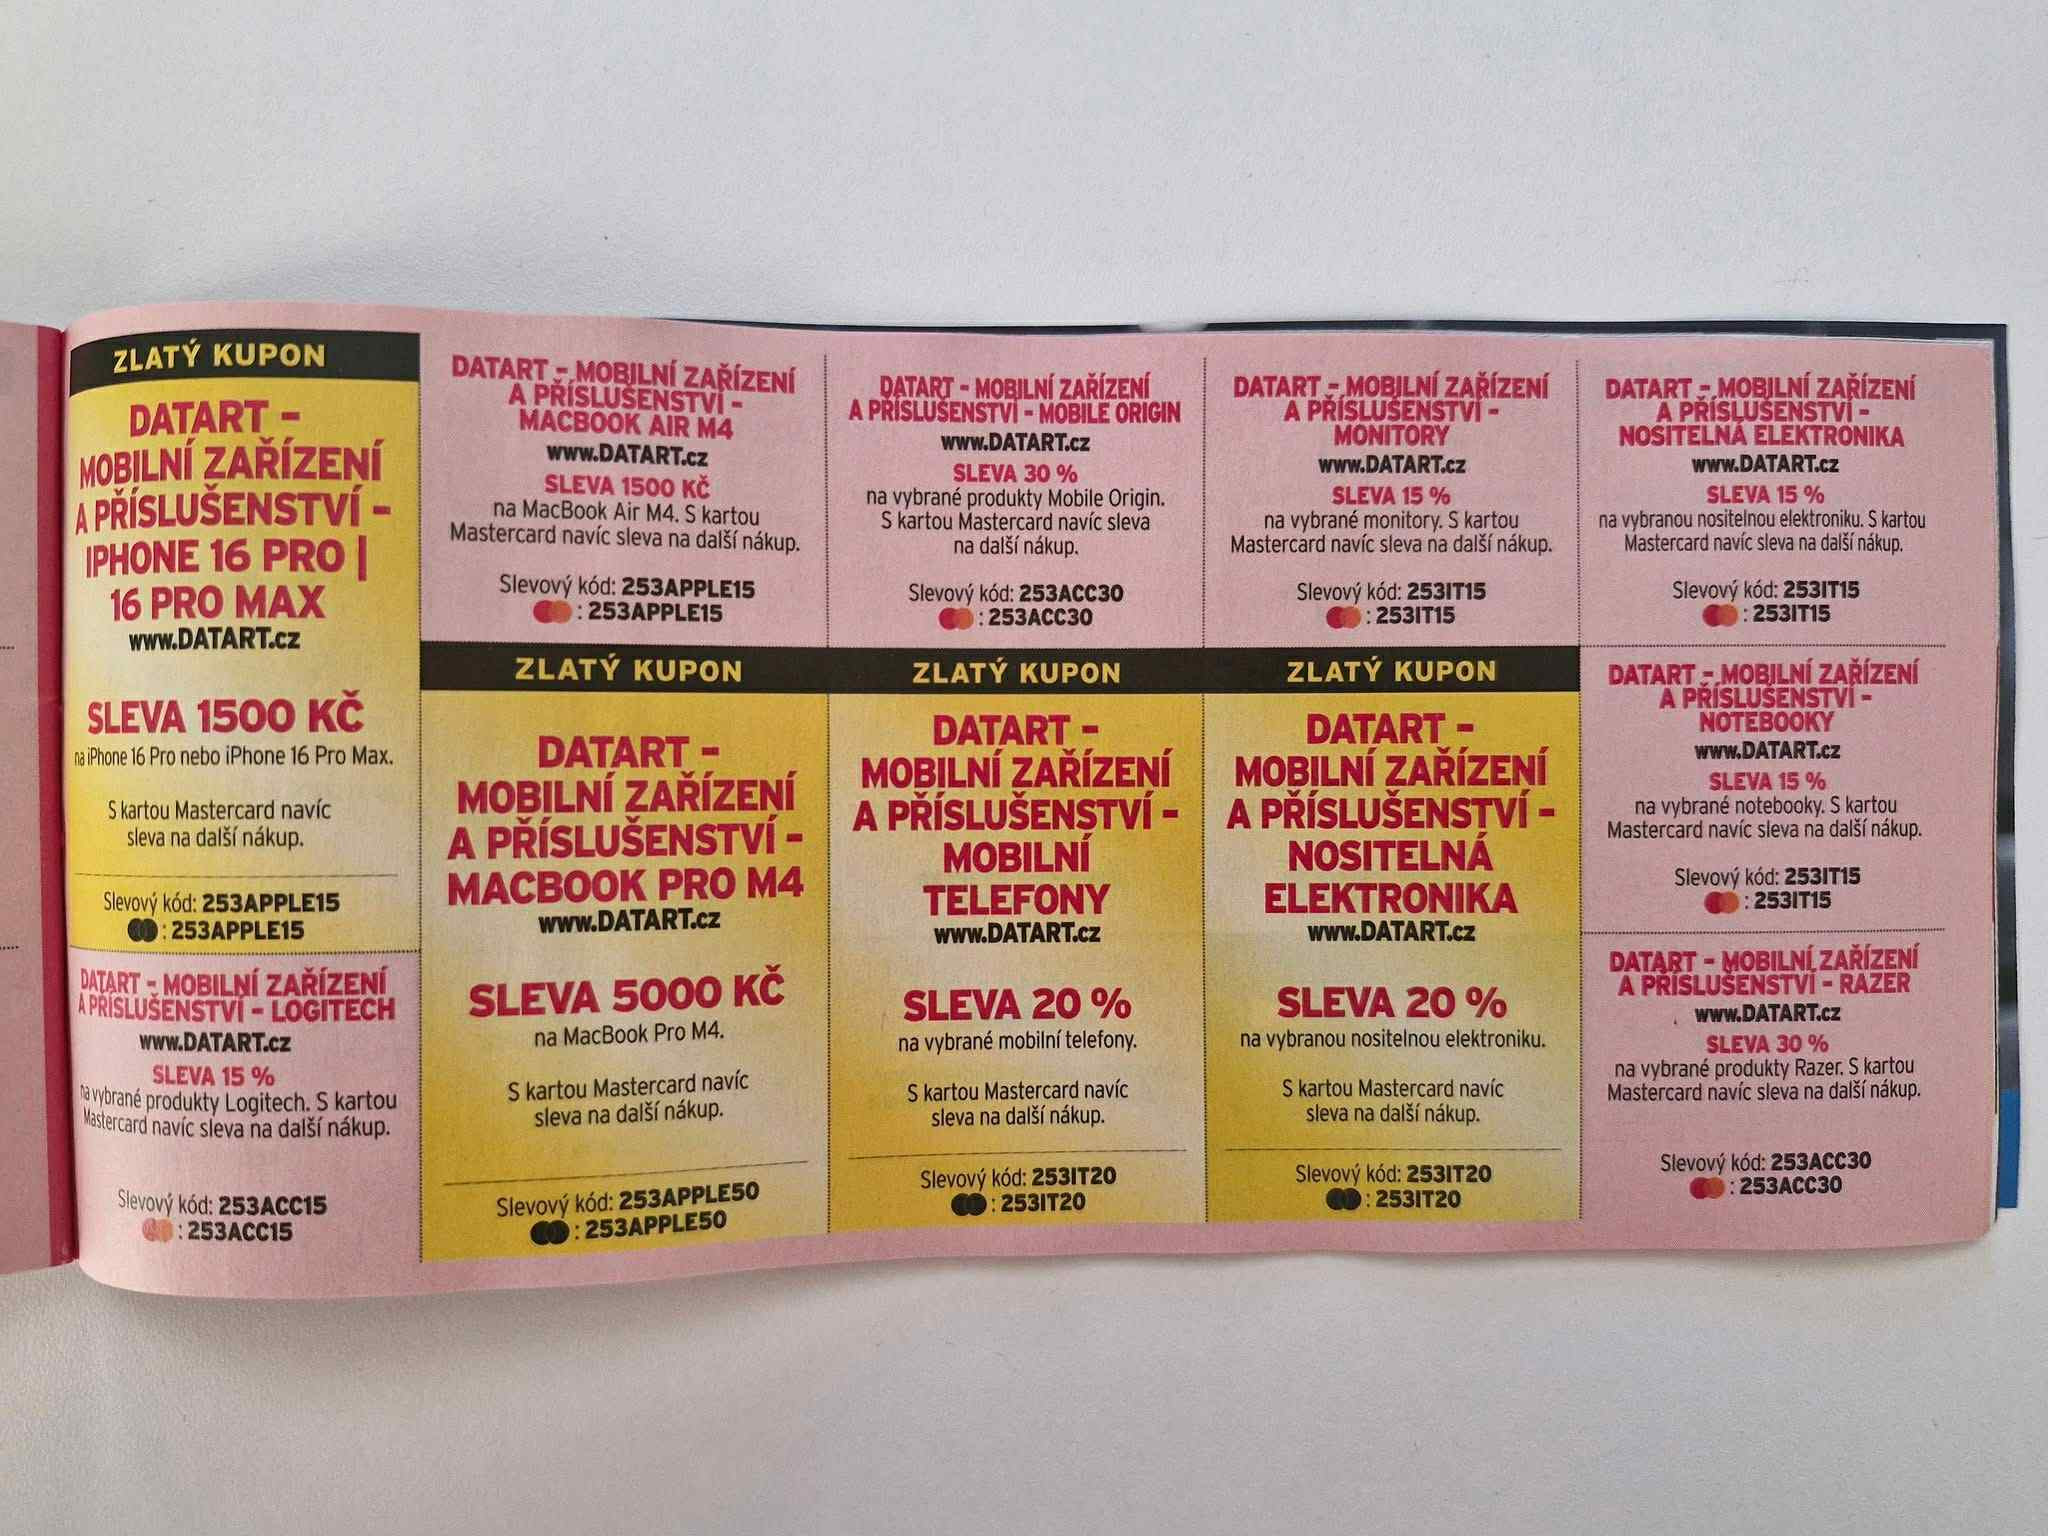 ZLATÝ KUPON
DATART –
MOBILNÍ ZAŘÍZENÍ
A PŘÍSLUŠENSTVÍ –
IPHONE 16 PRO |
16 PRO MAX
www.DATART.cz
SLEVA 1500 KČ
na iPhone 16 Pro nebo iPhone 16 Pro Max.
S kartou Mastercard navíc
sleva na další nákup.
Slevový kód: 253APPLE15
: 253APPLE15
DATART – MOBILNÍ ZAŘÍZENÍ
A PŘÍSLUŠENSTVÍ – LOGITECH
www.DATART.cz
SLEVA 15 %
na vybrané produkty Logitech. S kartou
Mastercard navíc sleva na další nákup.
Slevový kód: 253ACC15
: 253ACC15
DATART – MOBILNÍ ZAŘÍZENÍ
A PŘÍSLUŠENSTVÍ –
MACBOOK AIR M4
www.DATART.cz
SLEVA 1500 KČ
na MacBook Air M4. S kartou
Mastercard navíc sleva na další nákup.
Slevový kód: 253APPLE15
: 253APPLE15
ZLATÝ KUPON
DATART –
MOBILNÍ ZAŘÍZENÍ
A PŘÍSLUŠENSTVÍ –
MACBOOK PRO M4
www.DATART.cz
SLEVA 5000 KČ
na MacBook Pro M4.
S kartou Mastercard navíc
sleva na další nákup.
Slevový kód: 253APPLE50
: 253APPLE50
DATART – MOBILNÍ ZAŘÍZENÍ
A PŘÍSLUŠENSTVÍ – MOBILE ORIGIN
www.DATART.cz
SLEVA 30 %
na vybrané produkty Mobile Origin.
S kartou Mastercard navíc sleva
na další nákup.
Slevový kód: 253ACC30
: 253ACC30
ZLATÝ KUPON
DATART –
MOBILNÍ ZAŘÍZENÍ
A PŘÍSLUŠENSTVÍ –
MOBILNÍ
TELEFONY
www.DATART.cz
SLEVA 20 %
na vybrané mobilní telefony.
S kartou Mastercard navíc
sleva na další nákup.
Slevový kód: 253IT20
: 253IT20
DATART – MOBILNÍ ZAŘÍZENÍ
A PŘÍSLUŠENSTVÍ –
MONITORY
www.DATART.cz
SLEVA 15 %
na vybrané monitory. S kartou
Mastercard navíc sleva na další nákup.
Slevový kód: 253IT15
: 253IT15
ZLATÝ KUPON
DATART –
MOBILNÍ ZAŘÍZENÍ
A PŘÍSLUŠENSTVÍ –
NOSITELNÁ
ELEKTRONIKA
www.DATART.cz
SLEVA 20 %
na vybranou nositelnou elektroniku.
S kartou Mastercard navíc
sleva na další nákup.
Slevový kód: 253IT20
: 253IT20
DATART – MOBILNÍ ZAŘÍZENÍ
A PŘÍSLUŠENSTVÍ –
NOSITELNÁ ELEKTRONIKA
www.DATART.cz
SLEVA 15 %
na vybranou nositelnou elektroniku. S kartou
Mastercard navíc sleva na další nákup.
Slevový kód: 253IT15
: 253IT15
DATART – MOBILNÍ ZAŘÍZENÍ
A PŘÍSLUŠENSTVÍ –
NOTEBOOKY
www.DATART.cz
SLEVA 15 %
na vybrané notebooky. S kartou
Mastercard navíc sleva na další nákup.
Slevový kód: 253IT15
: 253IT15
DATART – MOBILNÍ ZAŘÍZENÍ
A PŘÍSLUŠENSTVÍ – RAZER
www.DATART.cz
SLEVA 30 %
na vybrané produkty Razer. S kartou
Mastercard navíc sleva na další nákup.
Slevový kód: 253ACC30
: 253ACC30